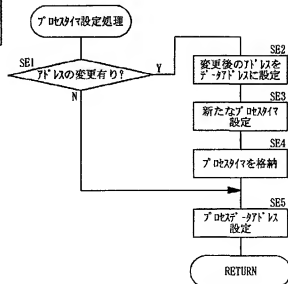 プロセスタイマ設定処理
SE1
アドレスの変更有り?
Y
N
SE2
変更後のアドレスを
データアドレスに設定
SE3
新たなプロセスタイマ
設定
SE4
プロセスタイマを格納
SE5
プロセスデータアドレス
設定
RETURN